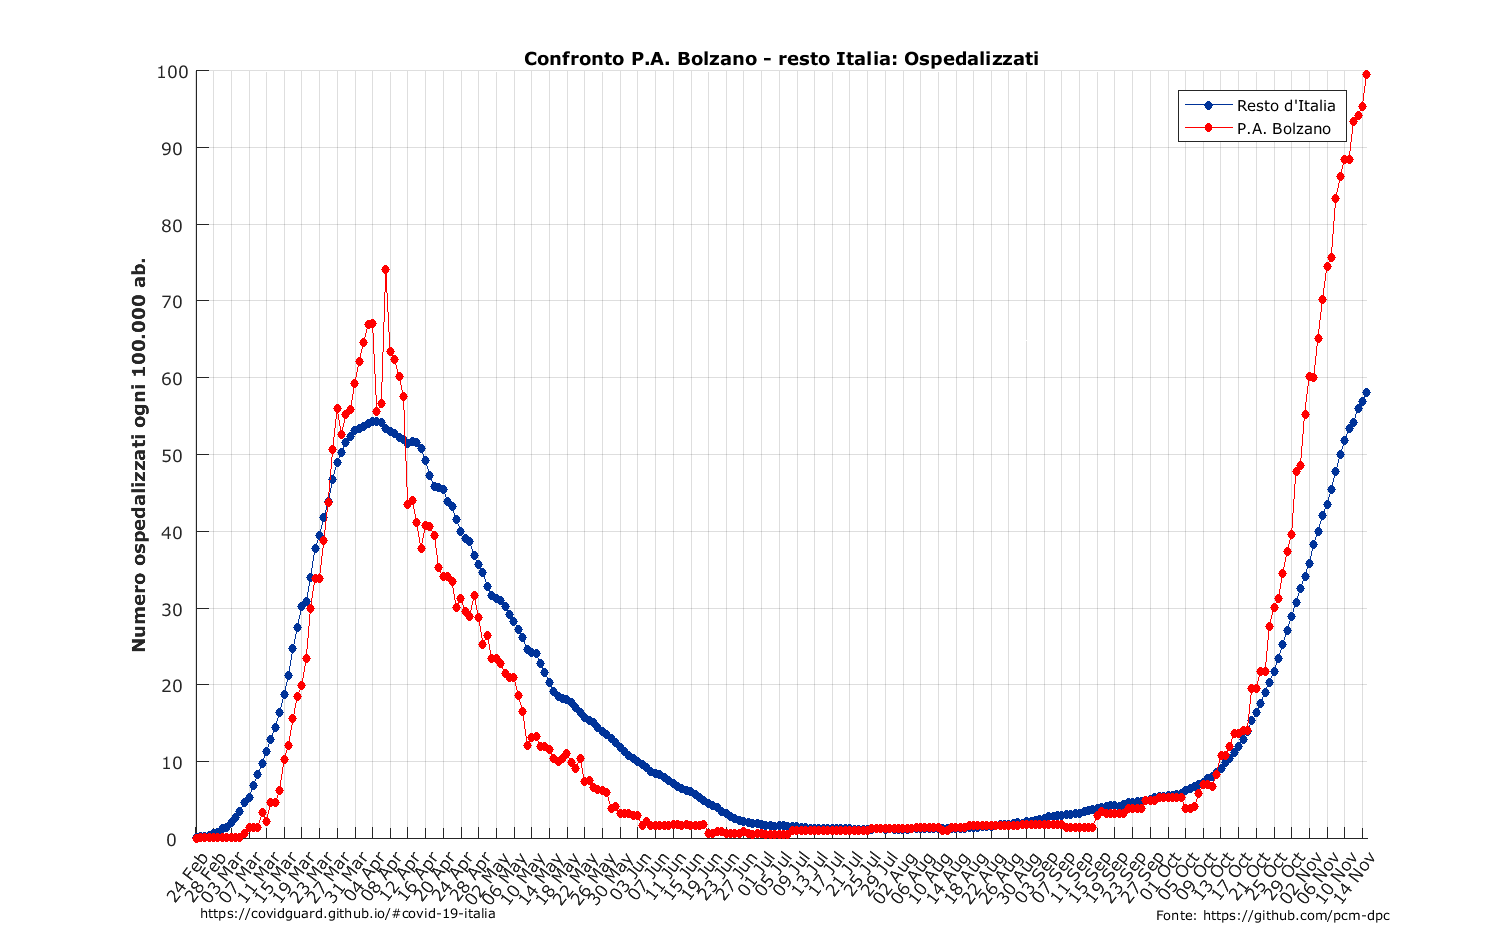 Confronto P.A. Bolzano - resto Italia: Ospedalizzati
Numero ospedalizzati ogni 100.000 ab.
100
90
80
70
60
50
40
30
20
10
0
Resto d'Italia
P.A. Bolzano
24 Feb
28 Feb
03 Mar
07 Mar
11 Mar
15 Mar
19 Mar
23 Mar
27 Mar
31 Mar
04 Apr
08 Apr
12 Apr
16 Apr
20 Apr
24 Apr
28 Apr
02 May
06 May
10 May
14 May
18 May
22 May
26 May
30 May
03 Jun
07 Jun
11 Jun
15 Jun
19 Jun
23 Jun
27 Jun
01 Jul
05 Jul
09 Jul
13 Jul
17 Jul
21 Jul
25 Jul
29 Jul
02 Aug
06 Aug
10 Aug
14 Aug
18 Aug
22 Aug
26 Aug
30 Aug
03 Sep
07 Sep
11 Sep
15 Sep
19 Sep
23 Sep
27 Sep
01 Oct
05 Oct
09 Oct
13 Oct
17 Oct
21 Oct
25 Oct
29 Oct
02 Nov
06 Nov
10 Nov
14 Nov
https://covidguard.github.io/#covid-19-italia
Fonte: https://github.com/pcm-dpc